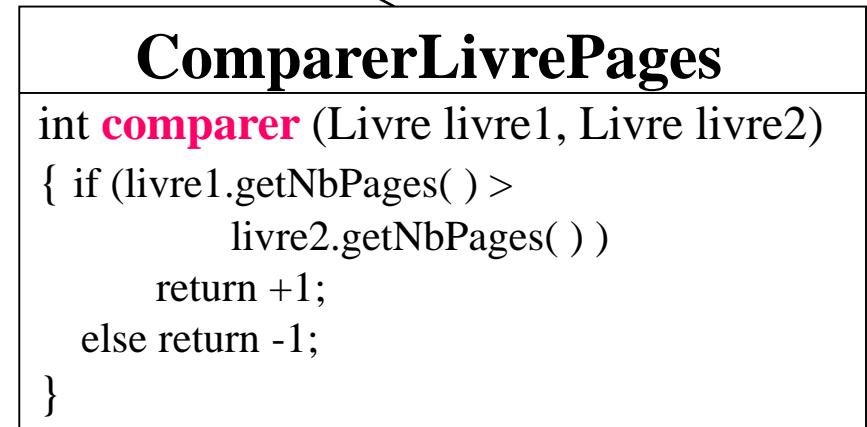 ComparerLivrePages
int comparer (Livre livre1, Livre livre2)
{ if (livre1.getNbPages( ) >
livre2.getNbPages( ) )
return +1;
else return -1;
}